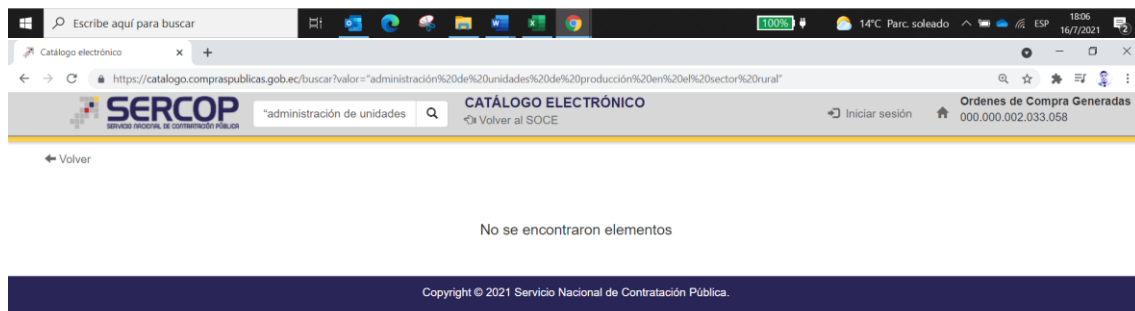 Escribe aquí para buscar
100%
14°C Parc. soleado
ESP
18:06
16/7/2021
2
Catálogo electrónico
https://catalogo.compraspublicas.gob.ec/buscar?valor="administración%20de%20unidades%20de%20producción%20en%20el%20sector%20rural"
SERCOP
SERVICIO NACIONAL DE CONTRATACIÓN PÚBLICA
"administración de unidades
CATÁLOGO ELECTRÓNICO
Volver al SOCE
Iniciar sesión
Ordenes de Compra Generadas
000.000.002.033.058
Volver
No se encontraron elementos
Copyright © 2021 Servicio Nacional de Contratación Pública.